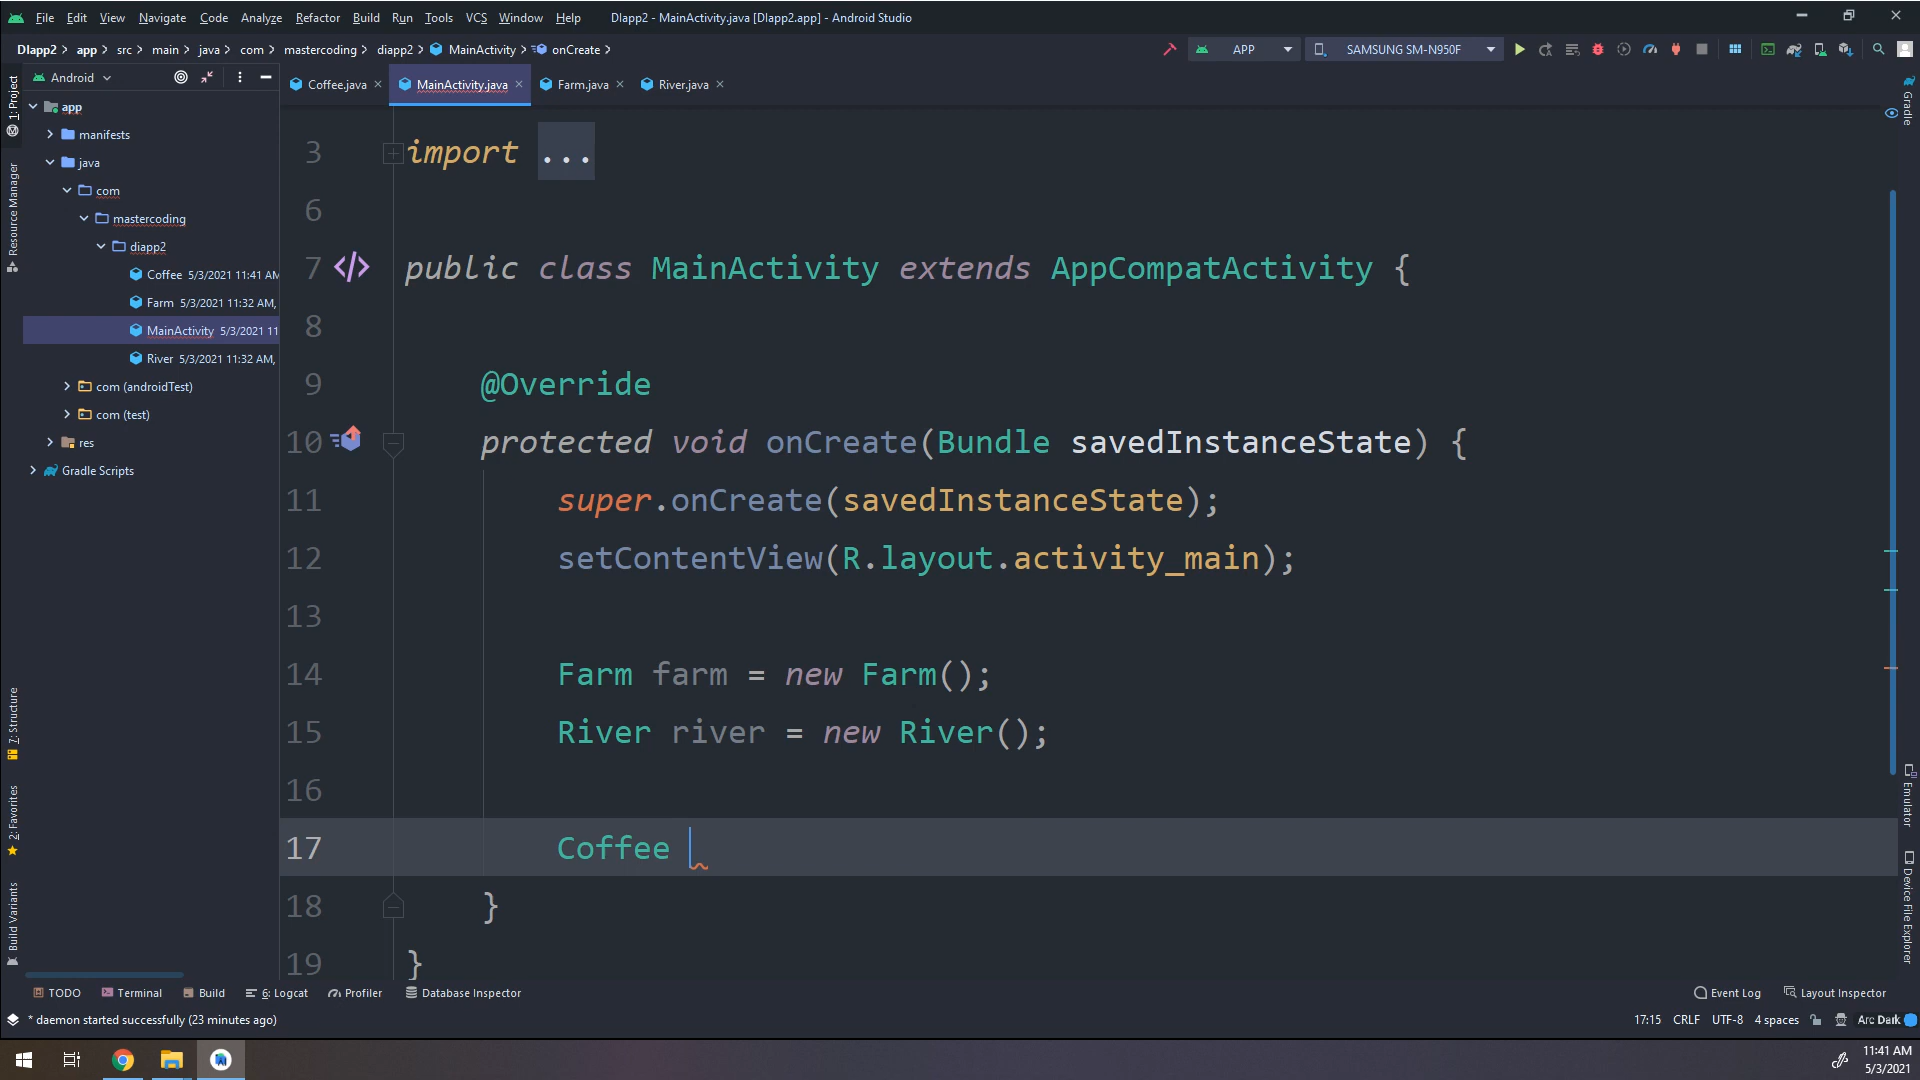 File Edit View Navigate Code Analyze Refactor Build Run Tools VCS Window Help DIapp2 - MainActivity.java [DIapp2.app] - Android Studio
DIapp2 app src main java com mastercoding diapp2 MainActivity onCreate APP SAMSUNG SM-N950F
Android
Coffee.java MainActivity.java Farm.java River.java
app
manifests
java
com
mastercoding
diapp2
Coffee 5/3/2021 11:41 AM
Farm 5/3/2021 11:32 AM,
MainActivity 5/3/2021 11
River 5/3/2021 11:32 AM,
com (androidTest)
com (test)
res
Gradle Scripts
1: Project
Resource Manager
7: Structure
2: Favorites
Build Variants
3 import ...
6
7 </> public class MainActivity extends AppCompatActivity {
8
9 @Override
10 protected void onCreate(Bundle savedInstanceState) {
11 super.onCreate(savedInstanceState);
12 setContentView(R.layout.activity_main);
13
14 Farm farm = new Farm();
15 River river = new River();
16
17 Coffee
18 }
19 }
Gradle
Emulator
Device File Explorer
TODO Terminal Build 6: Logcat Profiler Database Inspector Event Log Layout Inspector
* daemon started successfully (23 minutes ago) 17:15 CRLF UTF-8 4 spaces Arc Dark
11:41 AM
5/3/2021